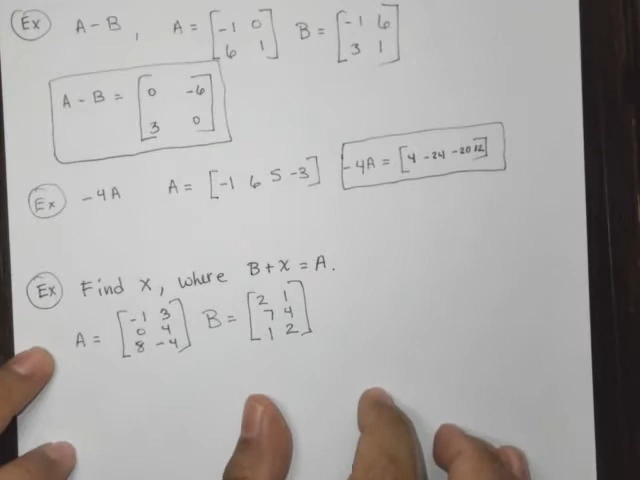 Ex A - B , A = [ -1 0 B = [ -1 6
6 1 ] 3 1 ]
A - B = [ 0 -6
3 0 ]
Ex -4A A = [ -1 6 5 -3 ] -4A = [ 4 -24 -20 12 ]
Ex Find X, where B + X = A.
A = [ -1 3 B = [ 2 1
0 4 7 4
8 -4 ] 1 2 ]